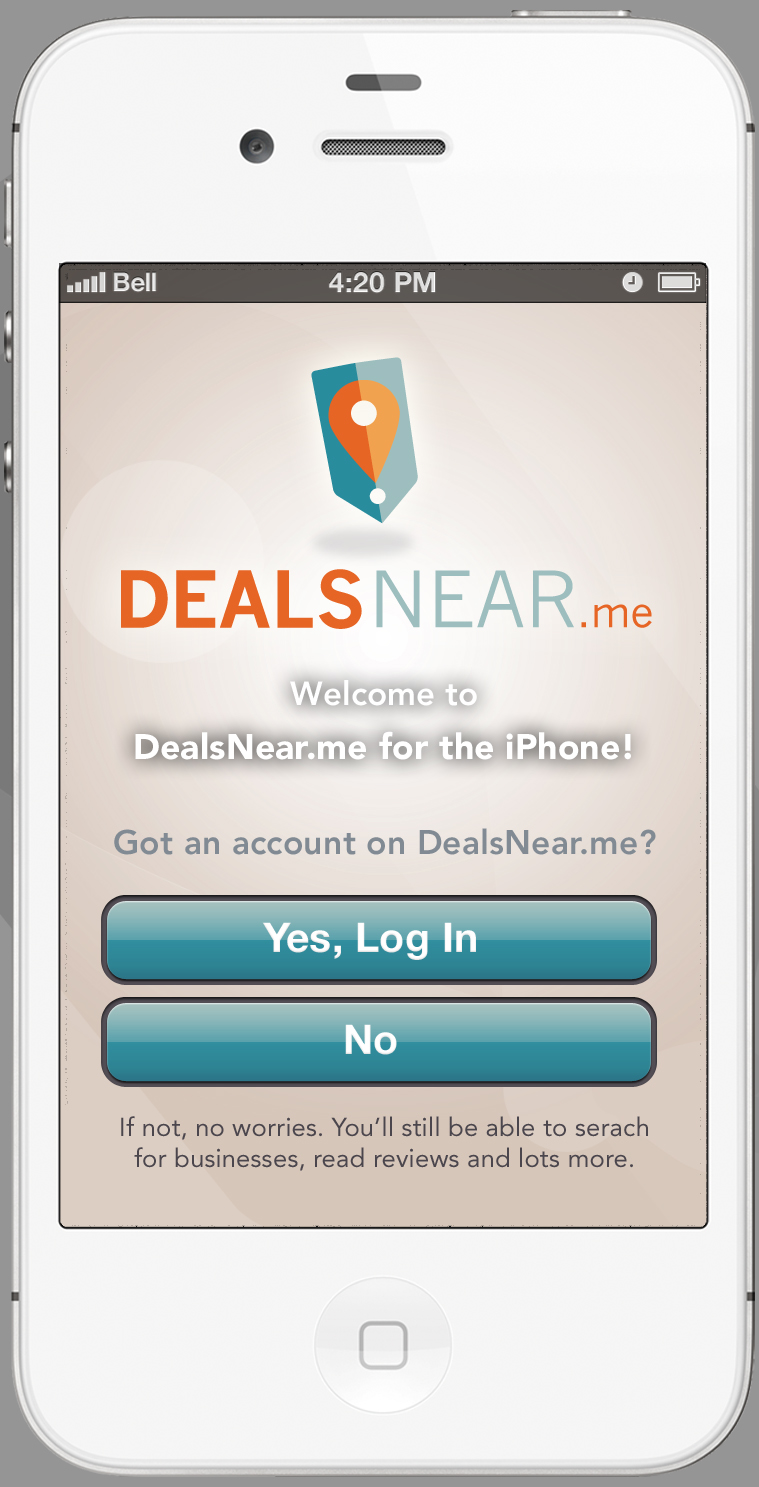 Bell 4:20 PM
DEALSNEAR.me
Welcome to
DealsNear.me for the iPhone!
Got an account on DealsNear.me?
Yes, Log In
No
If not, no worries. You’ll still be able to serach
for businesses, read reviews and lots more.